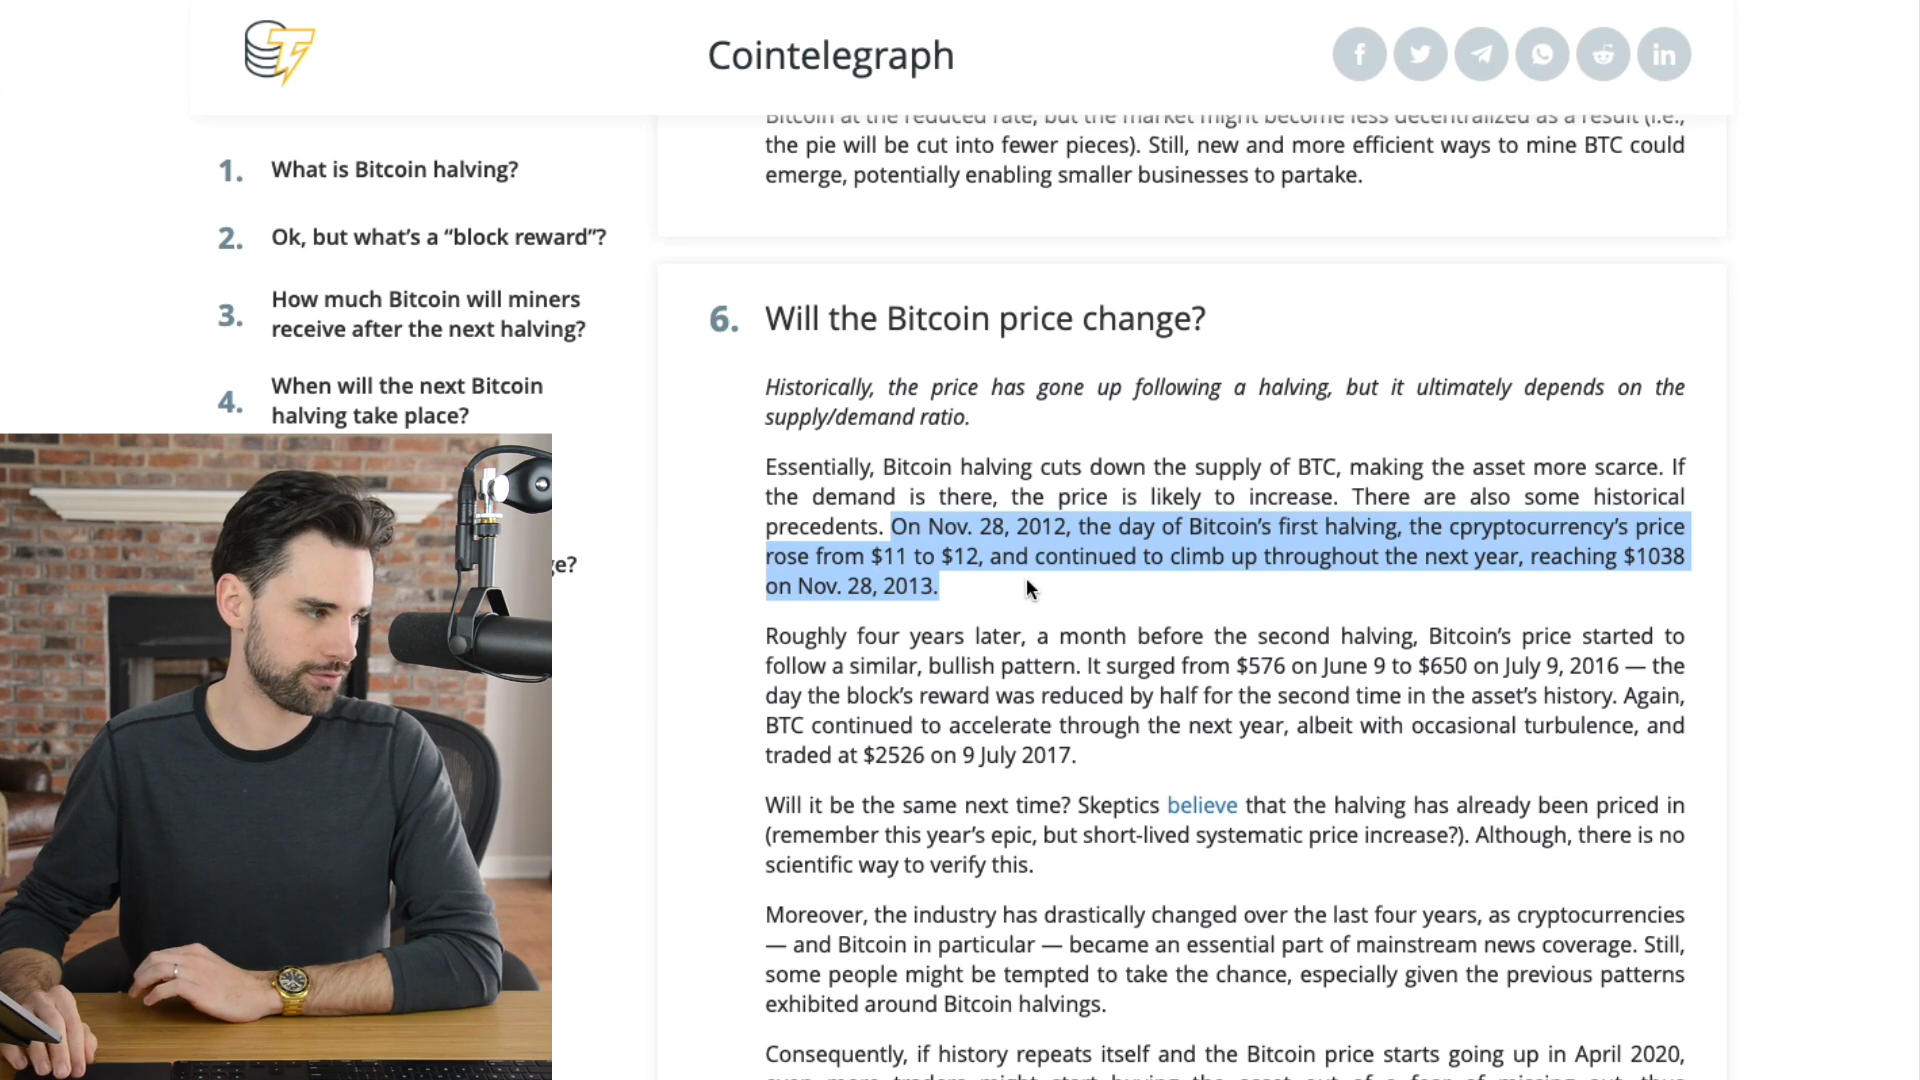 Cointelegraph
1. What is Bitcoin halving?
2. Ok, but what’s a “block reward”?
3. How much Bitcoin will miners
receive after the next halving?
4. When will the next Bitcoin
halving take place?
ge?
Bitcoin at the reduced rate, but the market might become less decentralized as a result (i.e.,
the pie will be cut into fewer pieces). Still, new and more efficient ways to mine BTC could
emerge, potentially enabling smaller businesses to partake.
6. Will the Bitcoin price change?
Historically, the price has gone up following a halving, but it ultimately depends on the
supply/demand ratio.
Essentially, Bitcoin halving cuts down the supply of BTC, making the asset more scarce. If
the demand is there, the price is likely to increase. There are also some historical
precedents. On Nov. 28, 2012, the day of Bitcoin’s first halving, the cpryptocurrency’s price
rose from $11 to $12, and continued to climb up throughout the next year, reaching $1038
on Nov. 28, 2013.
Roughly four years later, a month before the second halving, Bitcoin’s price started to
follow a similar, bullish pattern. It surged from $576 on June 9 to $650 on July 9, 2016 — the
day the block’s reward was reduced by half for the second time in the asset’s history. Again,
BTC continued to accelerate through the next year, albeit with occasional turbulence, and
traded at $2526 on 9 July 2017.
Will it be the same next time? Skeptics believe that the halving has already been priced in
(remember this year’s epic, but short-lived systematic price increase?). Although, there is no
scientific way to verify this.
Moreover, the industry has drastically changed over the last four years, as cryptocurrencies
— and Bitcoin in particular — became an essential part of mainstream news coverage. Still,
some people might be tempted to take the chance, especially given the previous patterns
exhibited around Bitcoin halvings.
Consequently, if history repeats itself and the Bitcoin price starts going up in April 2020,